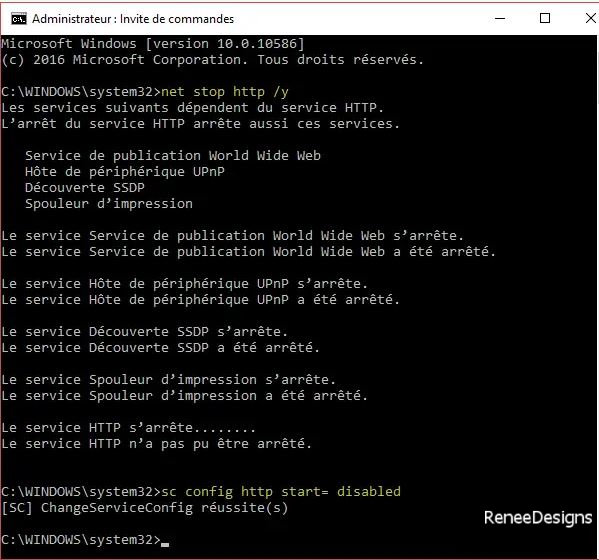 Administrateur : Invite de commandes
Microsoft Windows [version 10.0.10586]
(c) 2016 Microsoft Corporation. Tous droits réservés.
C:\WINDOWS\system32>net stop http /y
Les services suivants dépendent du service HTTP.
L’arrêt du service HTTP arrête aussi ces services.
Service de publication World Wide Web
Hôte de périphérique UPnP
Découverte SSDP
Spouleur d’impression
Le service Service de publication World Wide Web s’arrête.
Le service Service de publication World Wide Web a été arrêté.
Le service Hôte de périphérique UPnP s’arrête.
Le service Hôte de périphérique UPnP a été arrêté.
Le service Découverte SSDP s’arrête.
Le service Découverte SSDP a été arrêté.
Le service Spouleur d’impression s’arrête.
Le service Spouleur d’impression a été arrêté.
Le service HTTP s’arrête........
Le service HTTP n’a pas pu être arrêté.
C:\WINDOWS\system32>sc config http start= disabled
[SC] ChangeServiceConfig réussite(s)
ReneeDesigns
C:\WINDOWS\system32>